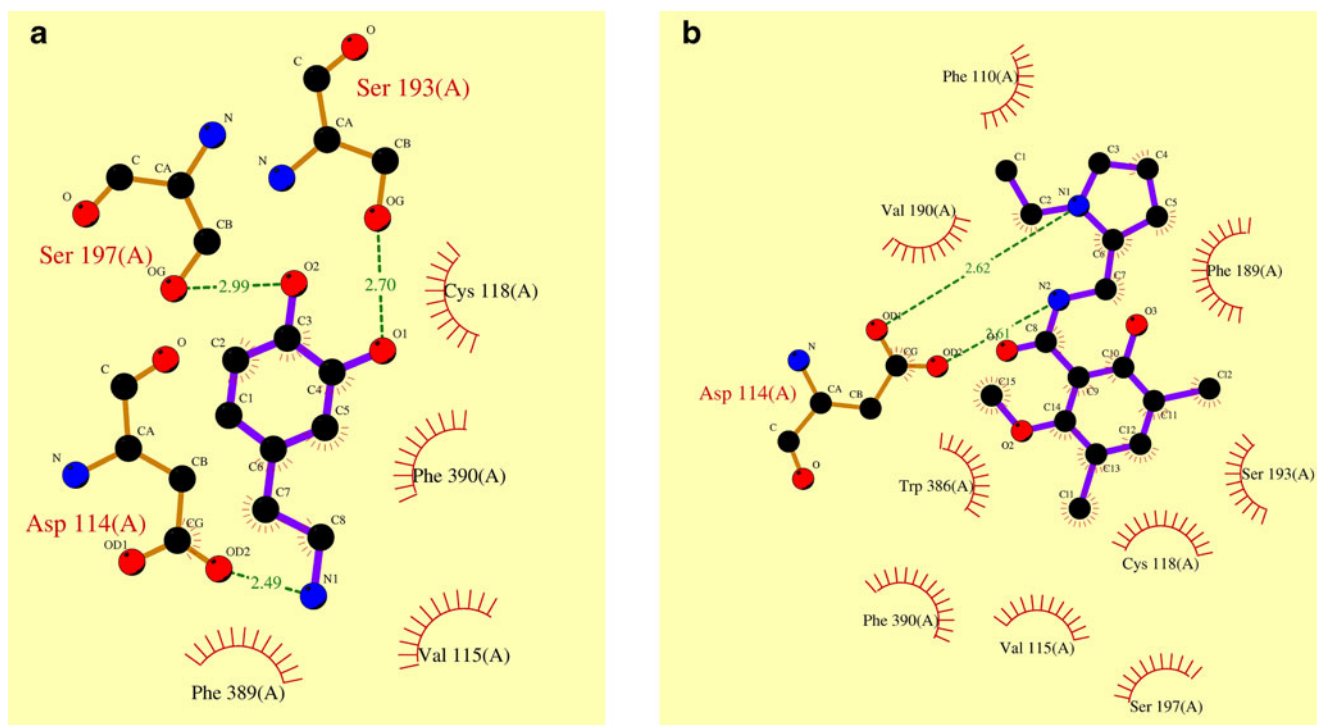 a
O
C
Ser 193(A)
N
CA
C
CA
CB
N
O
OG
CB
Ser 197(A)
OG
2.99
O2
2.70
Cys 118(A)
C3
O1
O
C2
C4
C
C1
C5
CA
C6
Phe 390(A)
N
CB
C7
Asp 114(A)
CG
C8
OD1
OD2
2.49
N1
Val 115(A)
Phe 389(A)
b
Phe 110(A)
C1
C3
C4
N1
Val 190(A)
C2
C5
C6
Phe 189(A)
2.62
C7
N2
OD1
O3
2.61
N
C8
CG
OD2
C10
Asp 114(A)
CA
CB
C15
C9
Cl2
C
C14
C11
O
O2
C12
C13
Trp 386(A)
Ser 193(A)
Cl1
Cys 118(A)
Phe 390(A)
Val 115(A)
Ser 197(A)